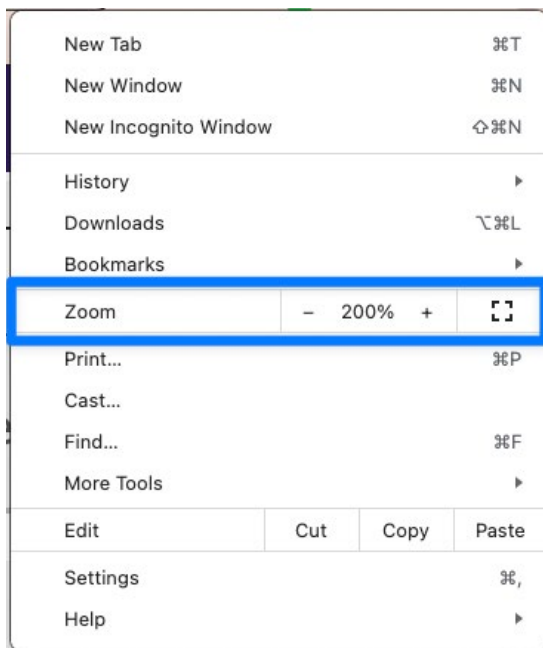 New Tab ⌘T
New Window ⌘N
New Incognito Window ⇧⌘N
History
Downloads ⌥⌘L
Bookmarks
Zoom – 200% +
Print... ⌘P
Cast...
Find... ⌘F
More Tools
Edit Cut Copy Paste
Settings ⌘,
Help